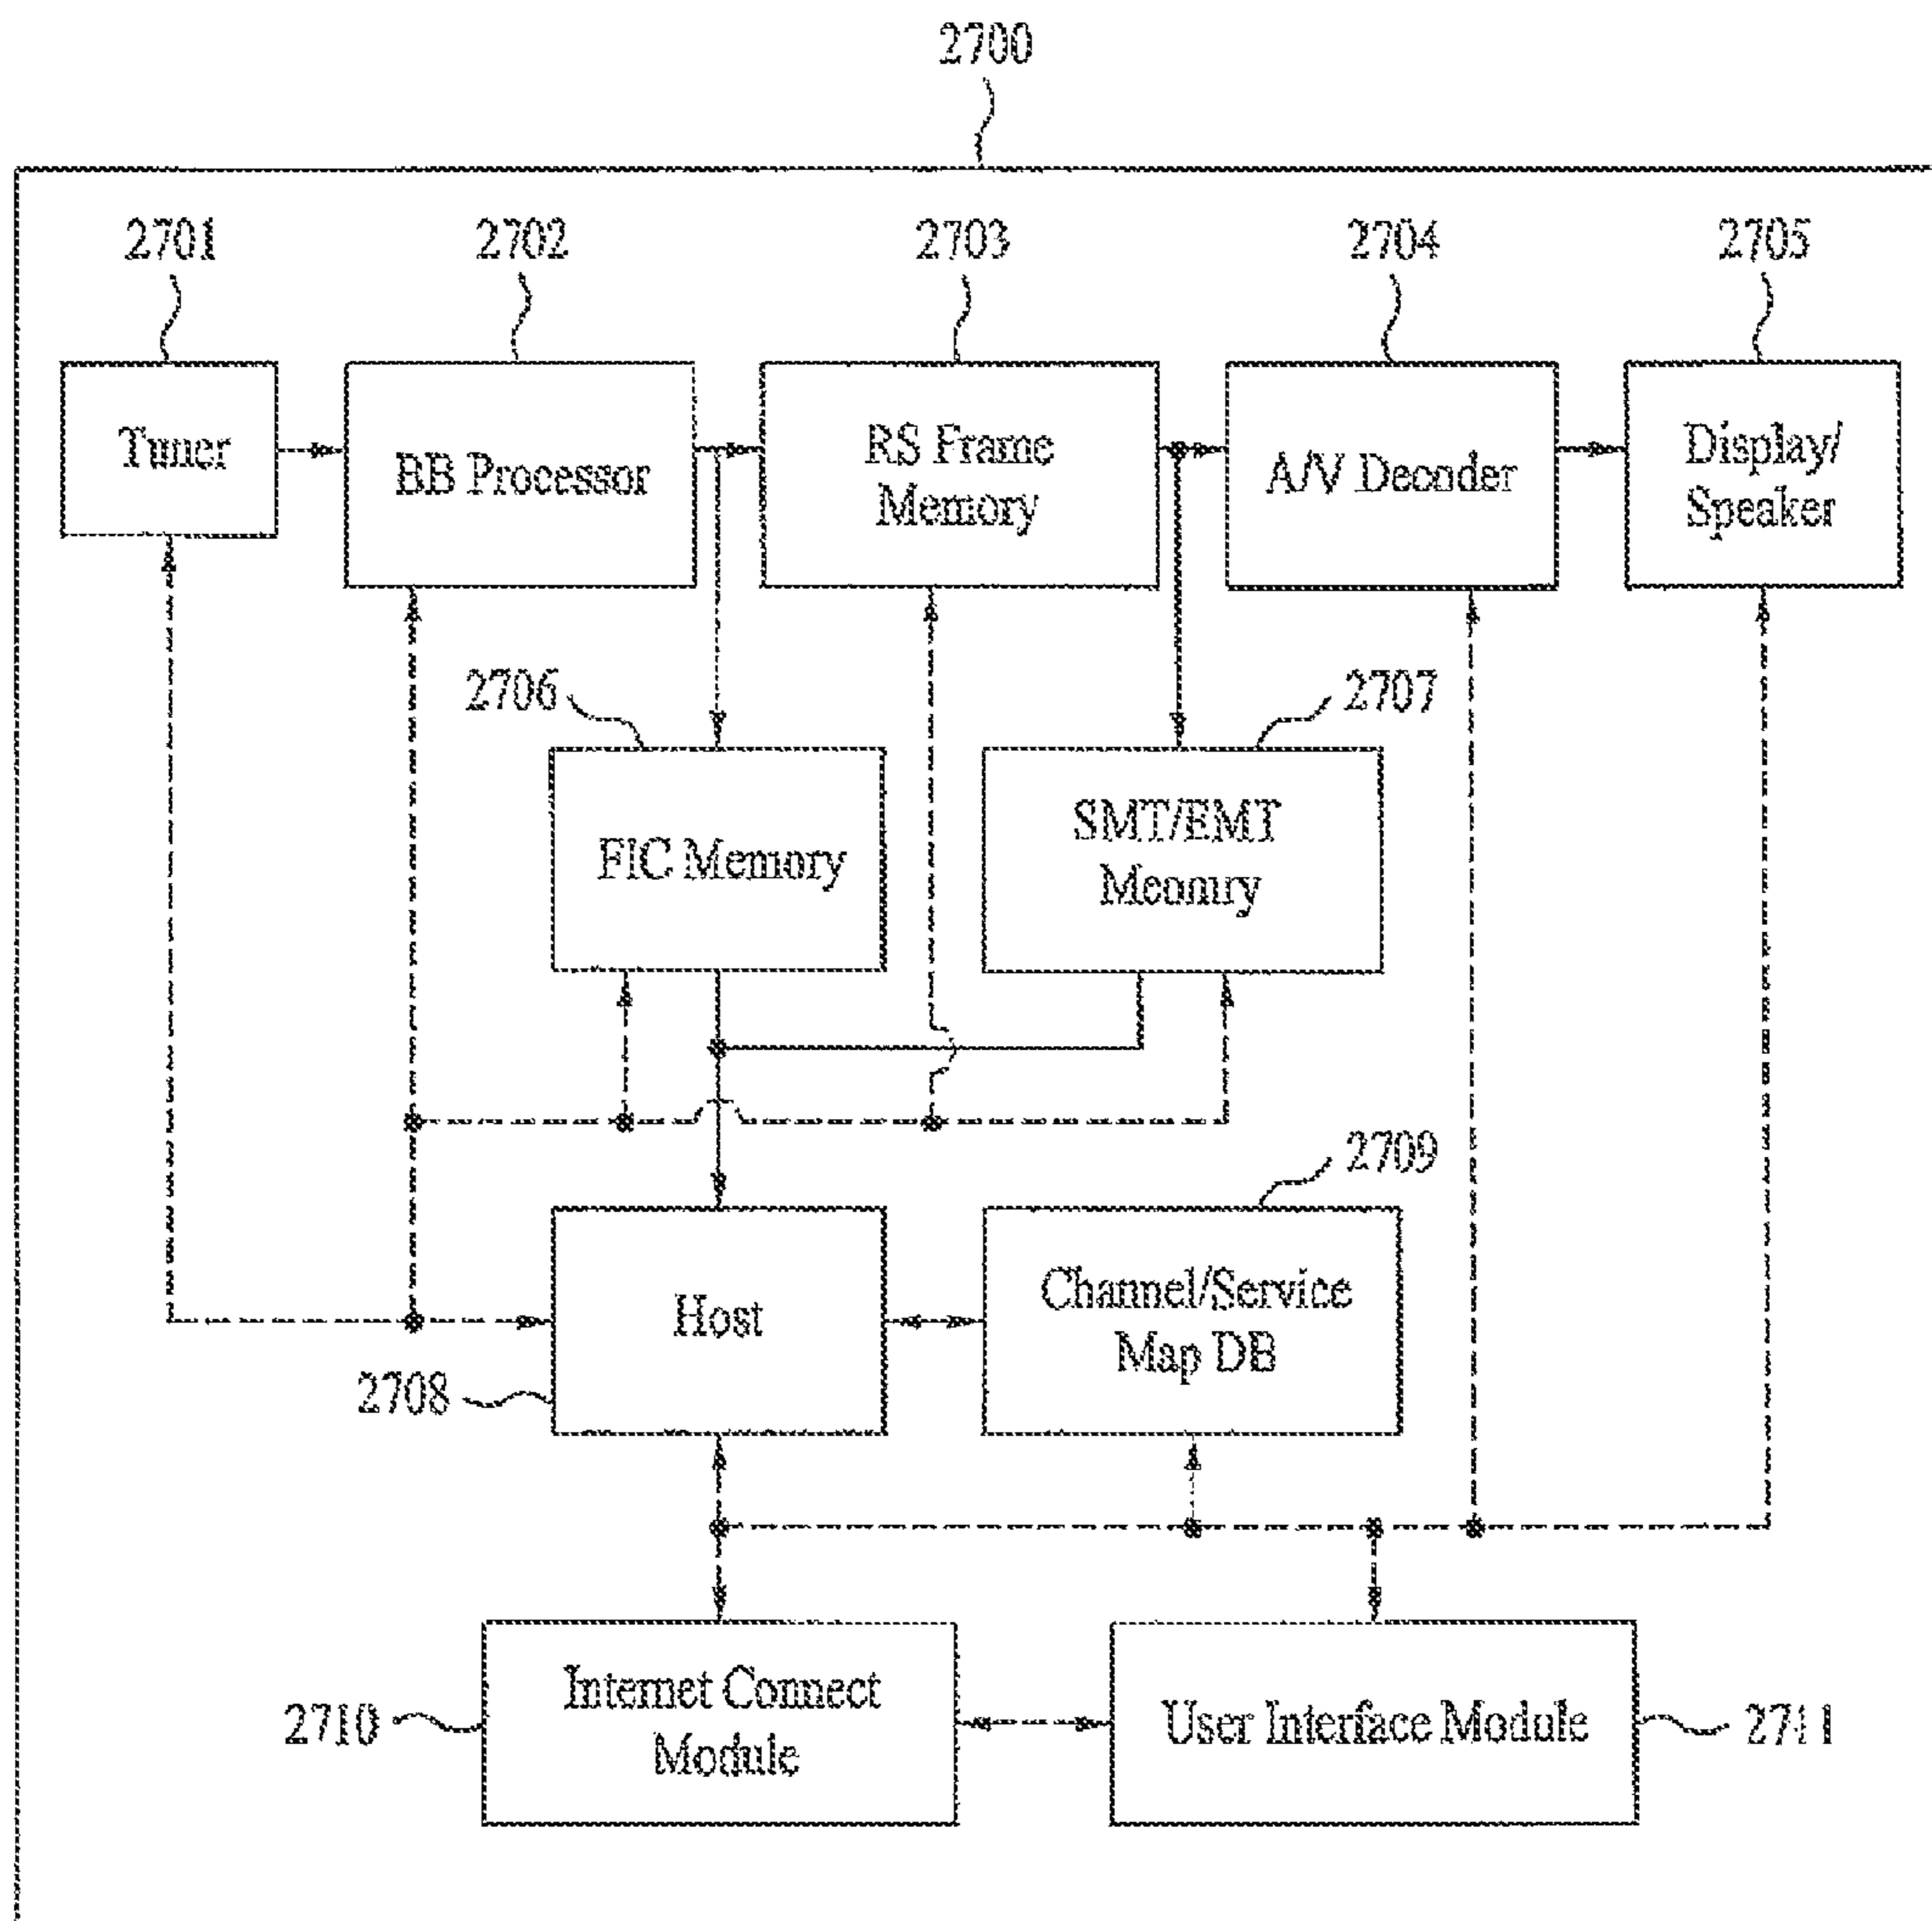 2700
2701
2702
2703
2704
2705
Tuner
BB Processor
RS Frame
Memory
A/V Decoder
Display/
Speaker
2706
2707
FIC Memory
SMT/EMT
Meomry
2709
Host
Channel/Service
Map DB
2708
Internet Connect
Module
User Interface Module
2710
2711